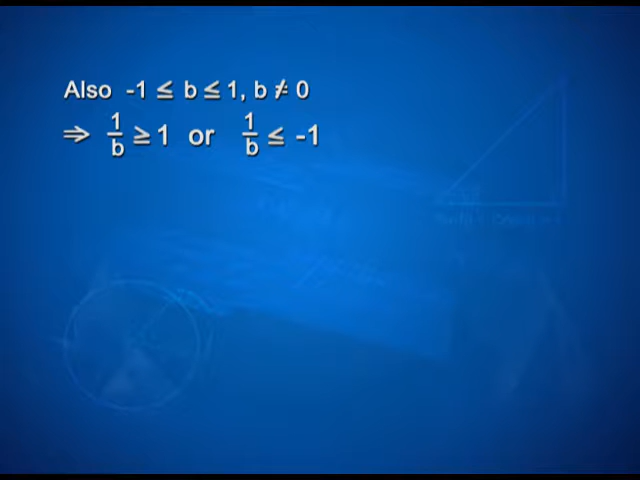 Also -1 ≤ b ≤ 1, b ≠ 0
⇒ 1/b ≥ 1 or 1/b ≤ -1